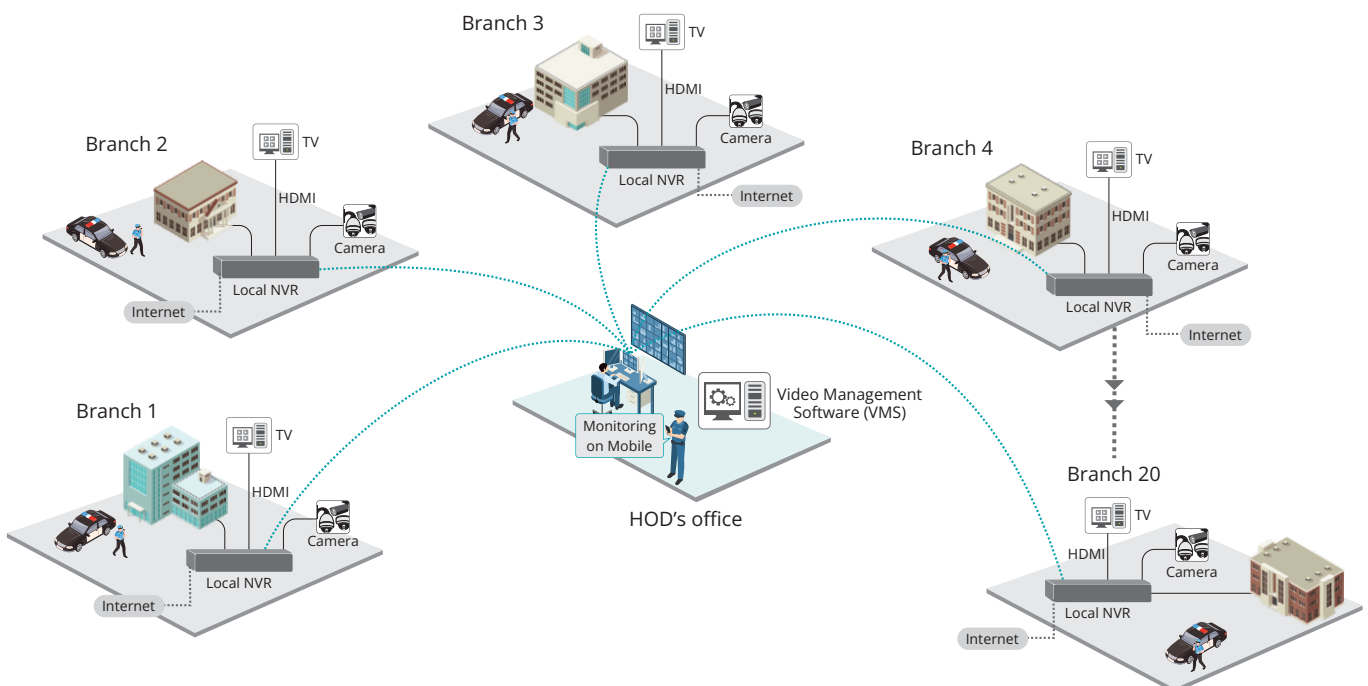 Branch 3
TV
HDMI
Camera
Local NVR
Internet
Branch 2
TV
HDMI
Camera
Local NVR
Internet
Branch 4
TV
HDMI
Camera
Local NVR
Internet
Branch 1
TV
HDMI
Camera
Local NVR
Internet
Monitoring
on Mobile
Video Management
Software (VMS)
HOD's office
Branch 20
TV
HDMI
Camera
Local NVR
Internet